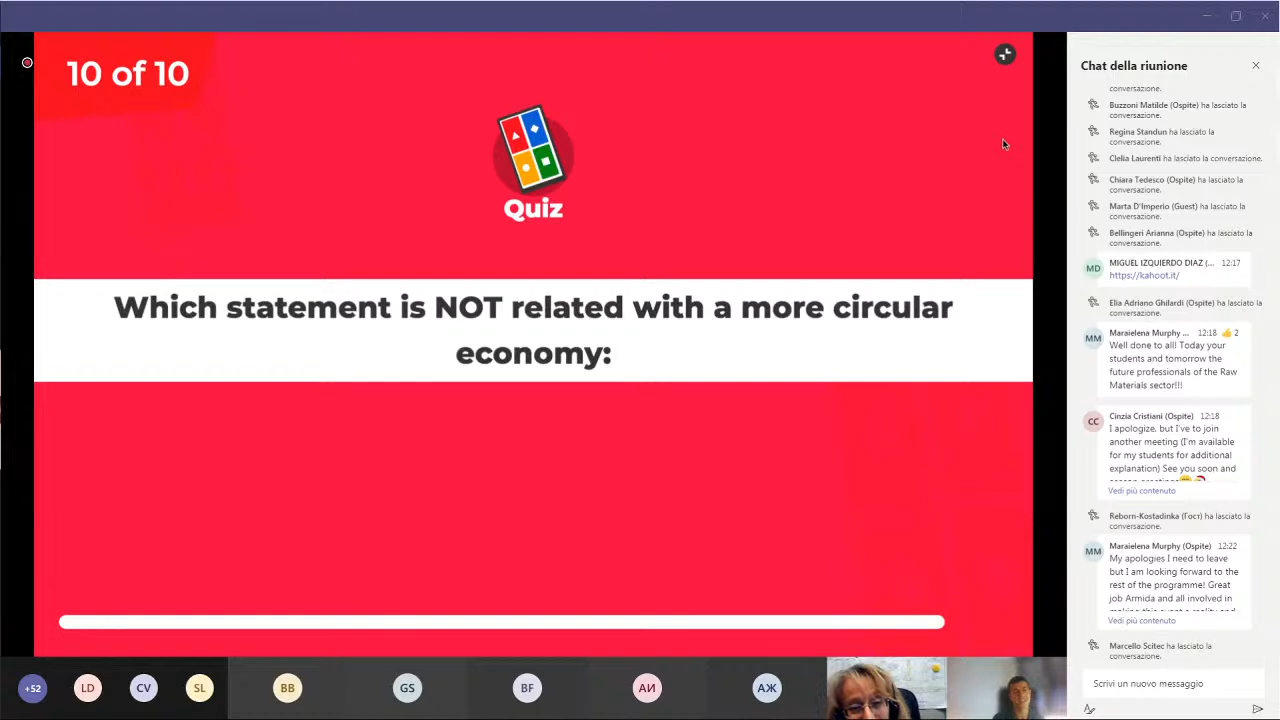 10 of 10
Quiz
Which statement is NOT related with a more circular
economy:
Chat della riunione
conversazione.
Buzzoni Matilde (Ospite) ha lasciato la
conversazione.
Regina Standun ha lasciato la
conversazione.
Clelia Laurenti ha lasciato la conversazione.
Chiara Tedesco (Ospite) ha lasciato la
conversazione.
Marta D'Imperio (Guest) ha lasciato la
conversazione.
Bellingeri Arianna (Ospite) ha lasciato la
conversazione.
MD
MIGUEL IZQUIERDO DIAZ (... 12:17
https://kahoot.it/
Elia Adriano Ghilardi (Ospite) ha lasciato la
conversazione.
MM
Maraielena Murphy ... 12:18 👍 2
Well done to all! Today your
students and tomorrow the
future professionals of the Raw
Materials sector!!!
CC
Cinzia Cristiani (Ospite) 12:18
I apologize, but I've to join
another meeting (I'm available
for my students for additional
explanation) See you soon and
Vedi più contenuto
Reborn-Kostadinka (Гост) ha lasciato la
conversazione.
MM
Maraielena Murphy (Ospite) 12:22
My apologies I need to leave
but I am looking forward to the
rest of the programme! Great
job Armida and all involved in
making this event a reality and
Vedi più contenuto
Marcello Scitec ha lasciato la
conversazione.
Scrivi un nuovo messaggio
+52
LD
CV
SL
BB
GS
BF
АИ
АЖ